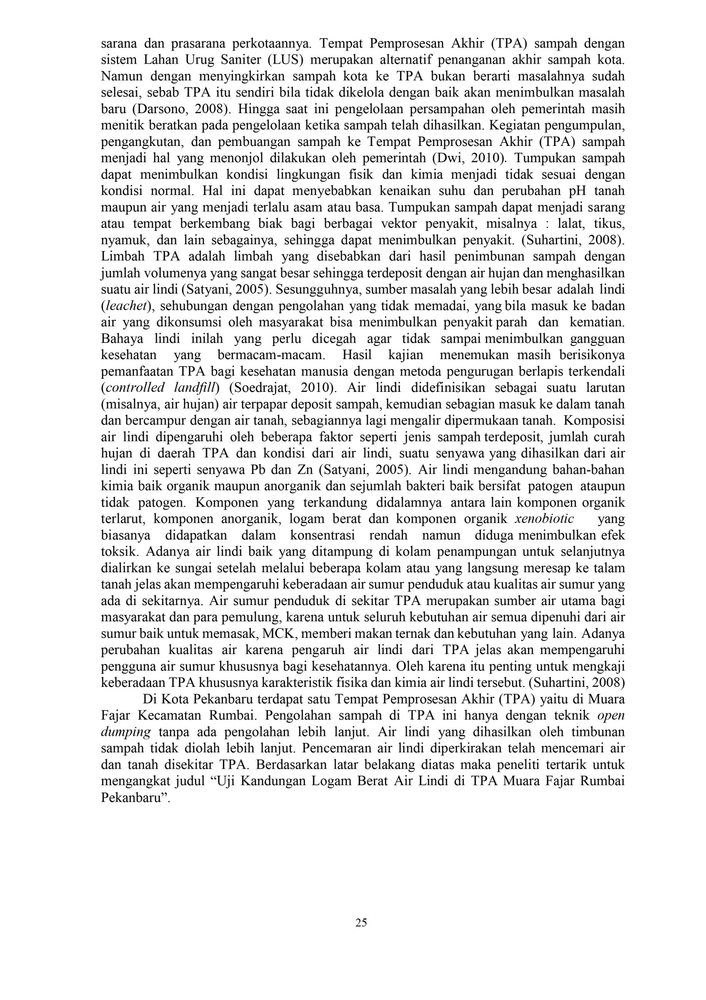 sarana dan prasarana perkotaannya. Tempat Pemprosesan Akhir (TPA) sampah dengan
sistem Lahan Urug Saniter (LUS) merupakan alternatif penanganan akhir sampah kota.
Namun dengan menyingkirkan sampah kota ke TPA bukan berarti masalahnya sudah
selesai, sebab TPA itu sendiri bila tidak dikelola dengan baik akan menimbulkan masalah
baru (Darsono, 2008). Hingga saat ini pengelolaan persampahan oleh pemerintah masih
menitik beratkan pada pengelolaan ketika sampah telah dihasilkan. Kegiatan pengumpulan,
pengangkutan, dan pembuangan sampah ke Tempat Pemprosesan Akhir (TPA) sampah
menjadi hal yang menonjol dilakukan oleh pemerintah (Dwi, 2010). Tumpukan sampah
dapat menimbulkan kondisi lingkungan fisik dan kimia menjadi tidak sesuai dengan
kondisi normal. Hal ini dapat menyebabkan kenaikan suhu dan perubahan pH tanah
maupun air yang menjadi terlalu asam atau basa. Tumpukan sampah dapat menjadi sarang
atau tempat berkembang biak bagi berbagai vektor penyakit, misalnya : lalat, tikus,
nyamuk, dan lain sebagainya, sehingga dapat menimbulkan penyakit. (Suhartini, 2008).
Limbah TPA adalah limbah yang disebabkan dari hasil penimbunan sampah dengan
jumlah volumenya yang sangat besar sehingga terdeposit dengan air hujan dan menghasilkan
suatu air lindi (Satyani, 2005). Sesungguhnya, sumber masalah yang lebih besar adalah lindi
(leachet), sehubungan dengan pengolahan yang tidak memadai, yang bila masuk ke badan
air yang dikonsumsi oleh masyarakat bisa menimbulkan penyakit parah dan kematian.
Bahaya lindi inilah yang perlu dicegah agar tidak sampai menimbulkan gangguan
kesehatan yang bermacam-macam. Hasil kajian menemukan masih berisikonya
pemanfaatan TPA bagi kesehatan manusia dengan metoda pengurugan berlapis terkendali
(controlled landfill) (Soedrajat, 2010). Air lindi didefinisikan sebagai suatu larutan
(misalnya, air hujan) air terpapar deposit sampah, kemudian sebagian masuk ke dalam tanah
dan bercampur dengan air tanah, sebagiannya lagi mengalir dipermukaan tanah. Komposisi
air lindi dipengaruhi oleh beberapa faktor seperti jenis sampah terdeposit, jumlah curah
hujan di daerah TPA dan kondisi dari air lindi, suatu senyawa yang dihasilkan dari air
lindi ini seperti senyawa Pb dan Zn (Satyani, 2005). Air lindi mengandung bahan-bahan
kimia baik organik maupun anorganik dan sejumlah bakteri baik bersifat patogen ataupun
tidak patogen. Komponen yang terkandung didalamnya antara lain komponen organik
terlarut, komponen anorganik, logam berat dan komponen organik xenobiotic yang
biasanya didapatkan dalam konsentrasi rendah namun diduga menimbulkan efek
toksik. Adanya air lindi baik yang ditampung di kolam penampungan untuk selanjutnya
dialirkan ke sungai setelah melalui beberapa kolam atau yang langsung meresap ke talam
tanah jelas akan mempengaruhi keberadaan air sumur penduduk atau kualitas air sumur yang
ada di sekitarnya. Air sumur penduduk di sekitar TPA merupakan sumber air utama bagi
masyarakat dan para pemulung, karena untuk seluruh kebutuhan air semua dipenuhi dari air
sumur baik untuk memasak, MCK, memberi makan ternak dan kebutuhan yang lain. Adanya
perubahan kualitas air karena pengaruh air lindi dari TPA jelas akan mempengaruhi
pengguna air sumur khususnya bagi kesehatannya. Oleh karena itu penting untuk mengkaji
keberadaan TPA khususnya karakteristik fisika dan kimia air lindi tersebut. (Suhartini, 2008)
Di Kota Pekanbaru terdapat satu Tempat Pemprosesan Akhir (TPA) yaitu di Muara
Fajar Kecamatan Rumbai. Pengolahan sampah di TPA ini hanya dengan teknik open
dumping tanpa ada pengolahan lebih lanjut. Air lindi yang dihasilkan oleh timbunan
sampah tidak diolah lebih lanjut. Pencemaran air lindi diperkirakan telah mencemari air
dan tanah disekitar TPA. Berdasarkan latar belakang diatas maka peneliti tertarik untuk
mengangkat judul “Uji Kandungan Logam Berat Air Lindi di TPA Muara Fajar Rumbai
Pekanbaru”.
25